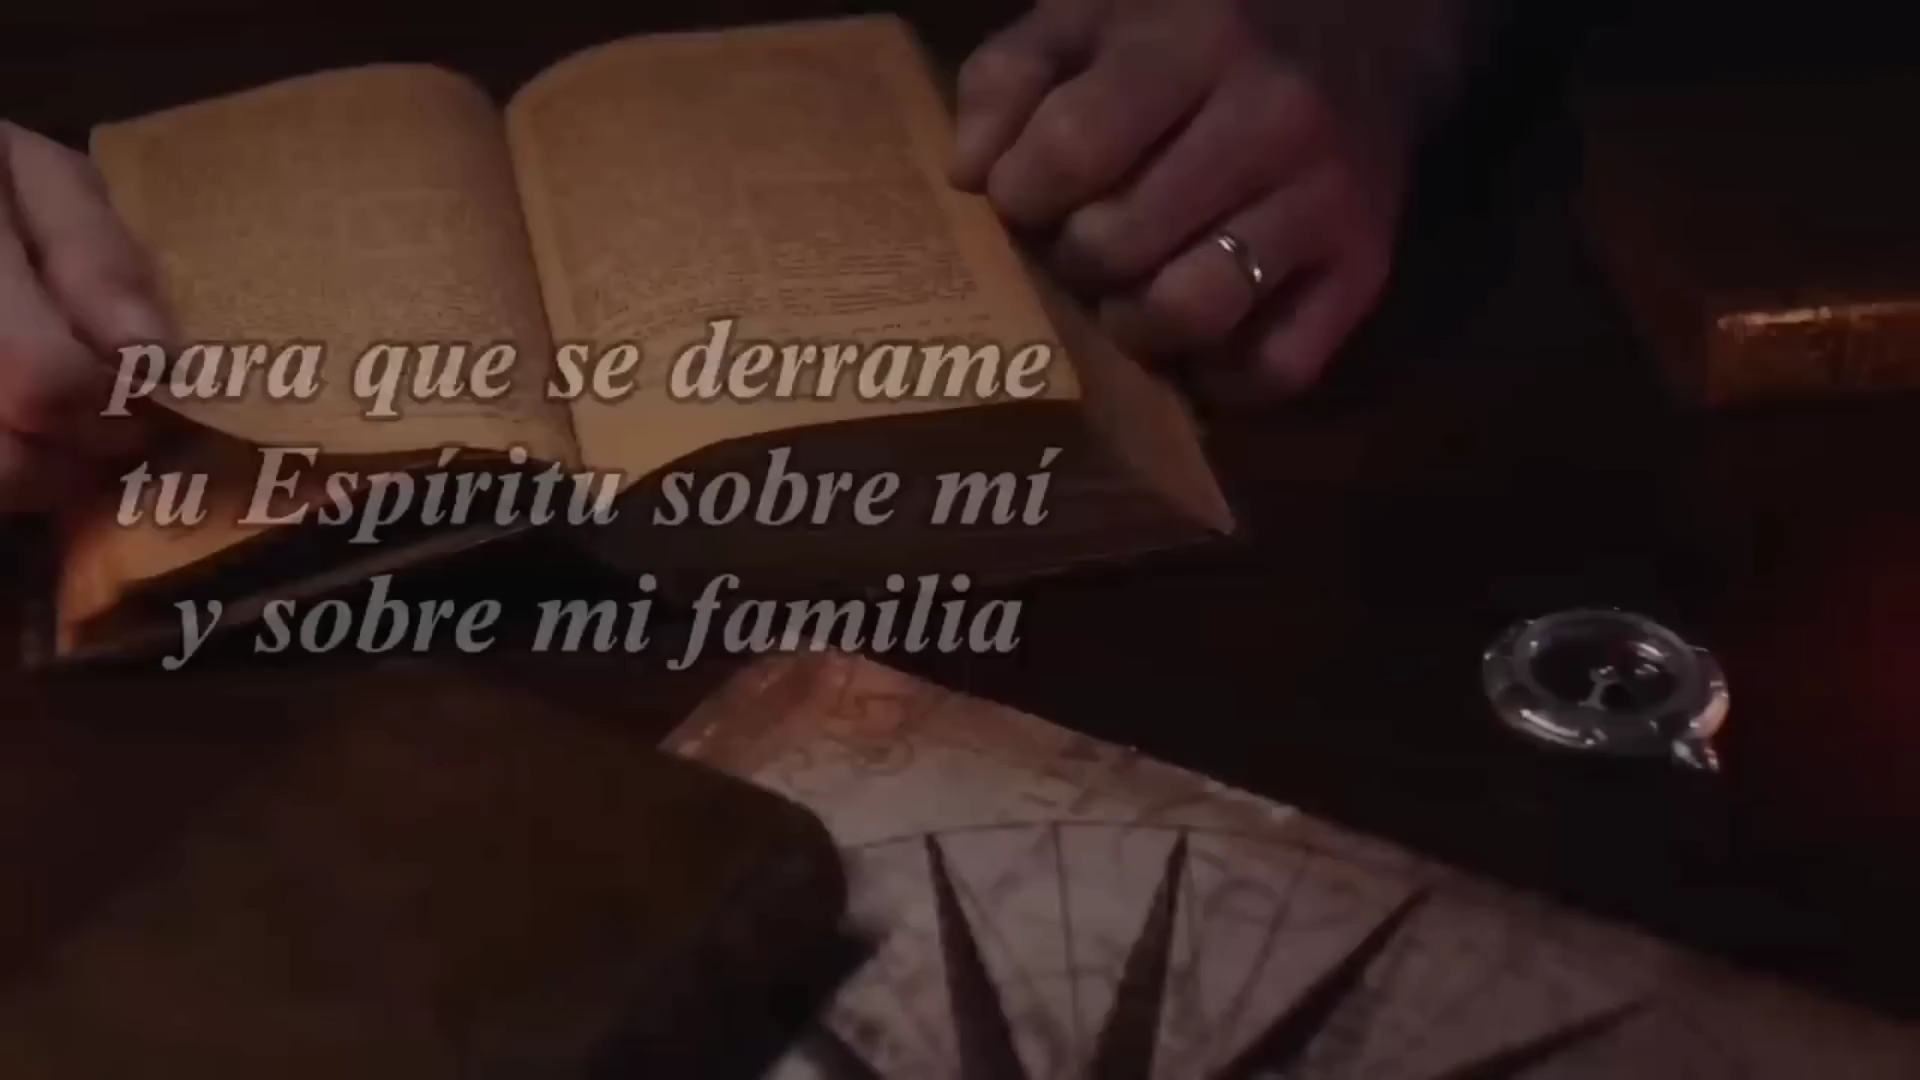 para que se derrame
tu Espíritu sobre mí
y sobre mi familia